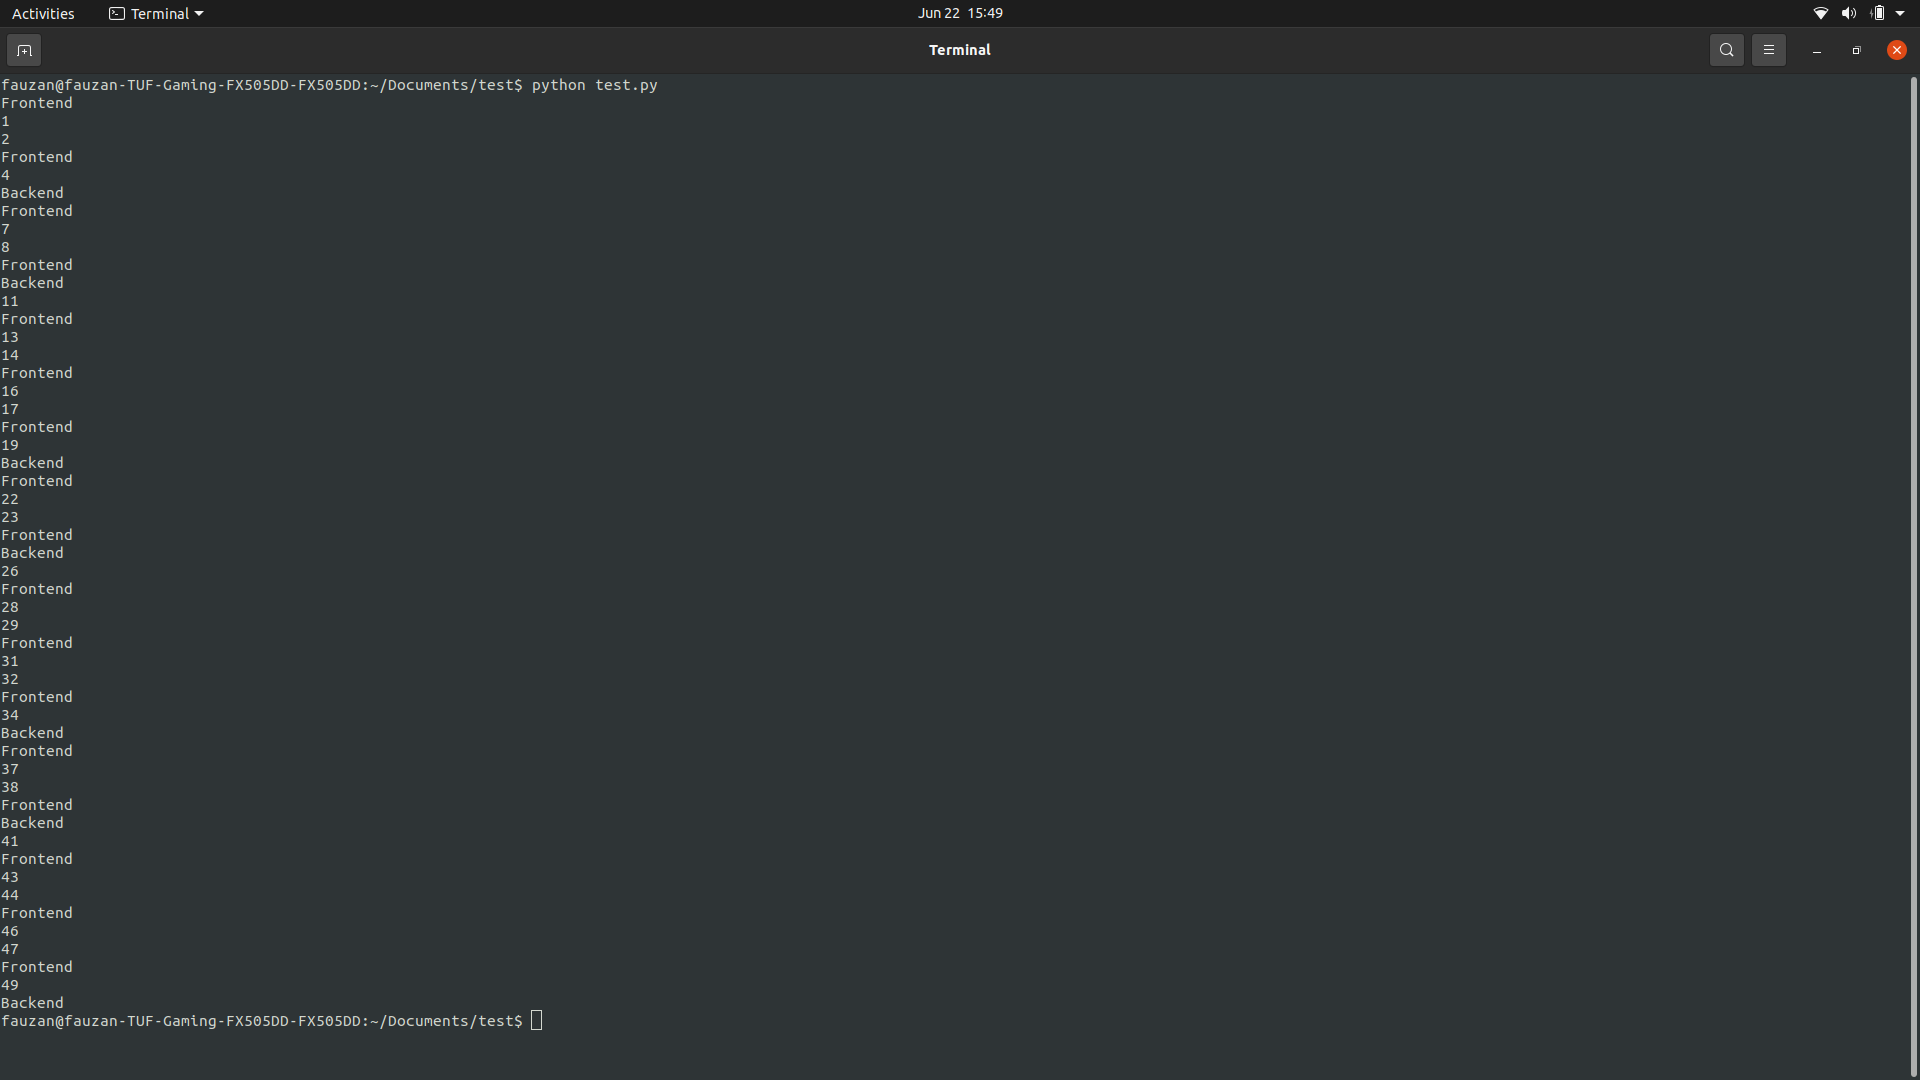 Activities Terminal Jun 22 15:49
Terminal
fauzan@fauzan-TUF-Gaming-FX505DD-FX505DD:~/Documents/test$ python test.py
Frontend
1
2
Frontend
4
Backend
Frontend
7
8
Frontend
Backend
11
Frontend
13
14
Frontend
16
17
Frontend
19
Backend
Frontend
22
23
Frontend
Backend
26
Frontend
28
29
Frontend
31
32
Frontend
34
Backend
Frontend
37
38
Frontend
Backend
41
Frontend
43
44
Frontend
46
47
Frontend
49
Backend
fauzan@fauzan-TUF-Gaming-FX505DD-FX505DD:~/Documents/test$